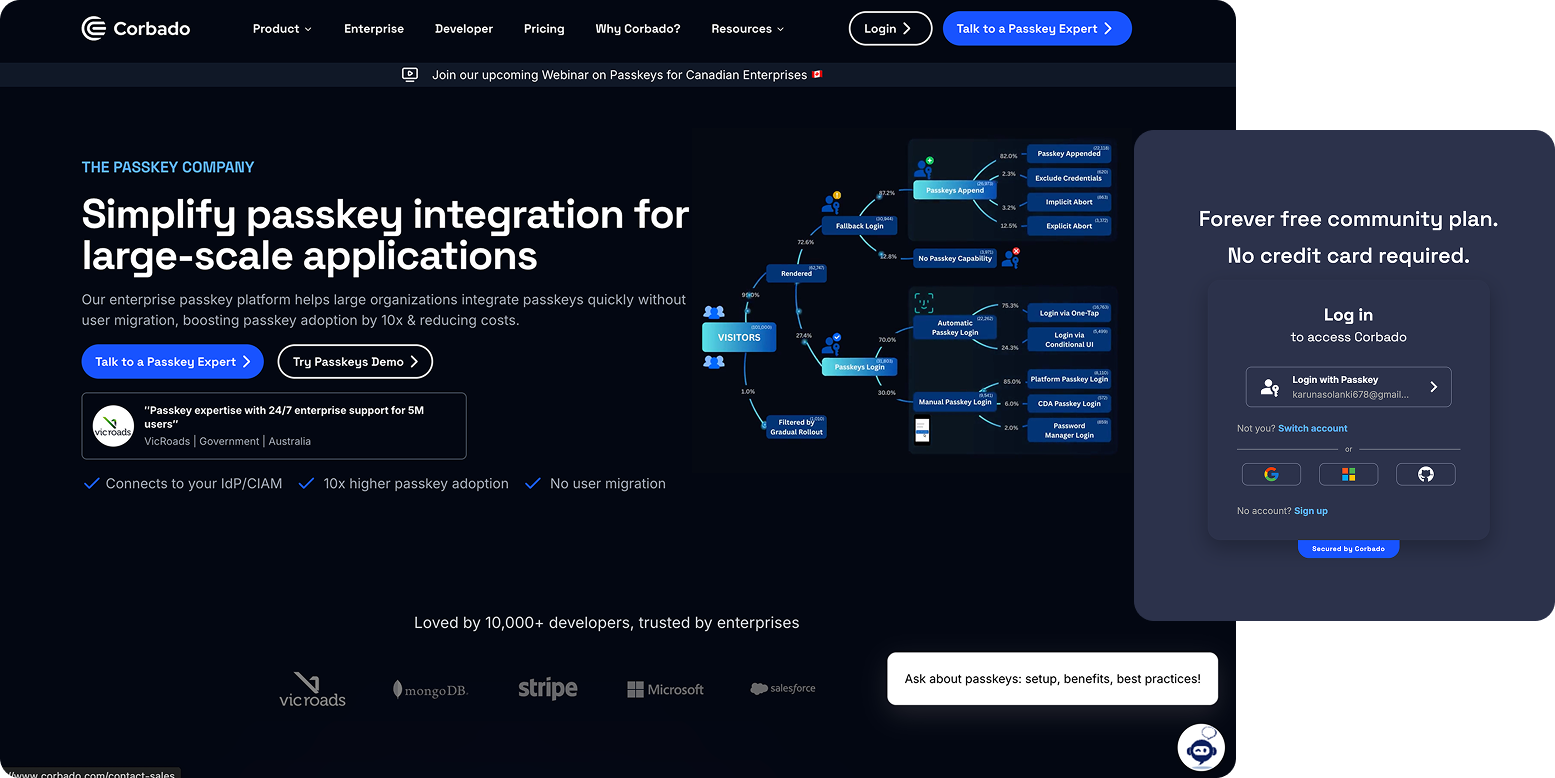 Corbado
Product
Enterprise
Developer
Pricing
Why Corbado?
Resources
Login
Talk to a Passkey Expert
Join our upcoming Webinar on Passkeys for Canadian Enterprises 🇨🇦
THE PASSKEY COMPANY
Simplify passkey integration for
large-scale applications
Our enterprise passkey platform helps large organizations integrate passkeys quickly without
user migration, boosting passkey adoption by 10x & reducing costs.
Talk to a Passkey Expert
Try Passkeys Demo
vicroads
"Passkey expertise with 24/7 enterprise support for 5M
users"
VicRoads | Government | Australia
Connects to your IdP/CIAM
10x higher passkey adoption
No user migration
VISITORS
90.0%
1.0%
Rendered
Filtered by
Gradual Rollout
72.6%
27.4%
Fallback Login
Passkeys Login
87.2%
12.8%
Passkeys Append
No Passkey Capability
82.0%
Passkey Appended
2.3%
Exclude Credentials
3.2%
Implicit Abort
12.5%
Explicit Abort
70.0%
30.0%
Automatic
Passkey Login
75.3%
Login via One-Tap
24.3%
Login via
Conditional UI
Manual Passkey Login
85.0%
Platform Passkey Login
6.0%
CDA Passkey Login
2.0%
Password
Manager Login
Loved by 10,000+ developers, trusted by enterprises
vicroads
mongoDB.
stripe
Microsoft
salesforce
Ask about passkeys: setup, benefits, best practices!
//www.corbado.com/contact-sales
Forever free community plan.
No credit card required.
Log in
to access Corbado
Login with Passkey
karunasolanki678@gmail...
Not you? Switch account
or
No account? Sign up
Secured by Corbado